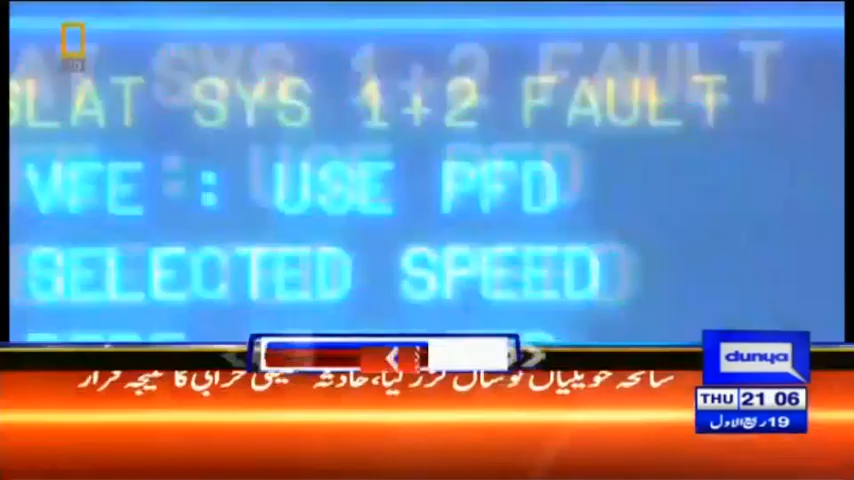 SLAT SYS 1+2 FAULT
VFE : USE PFD
SELECTED SPEED
سانحہ حویلیاں کو سال گزر گیا، حادثہ کا نتیجہ قرار
dunya
THU 21 06
19 ربیع الاول